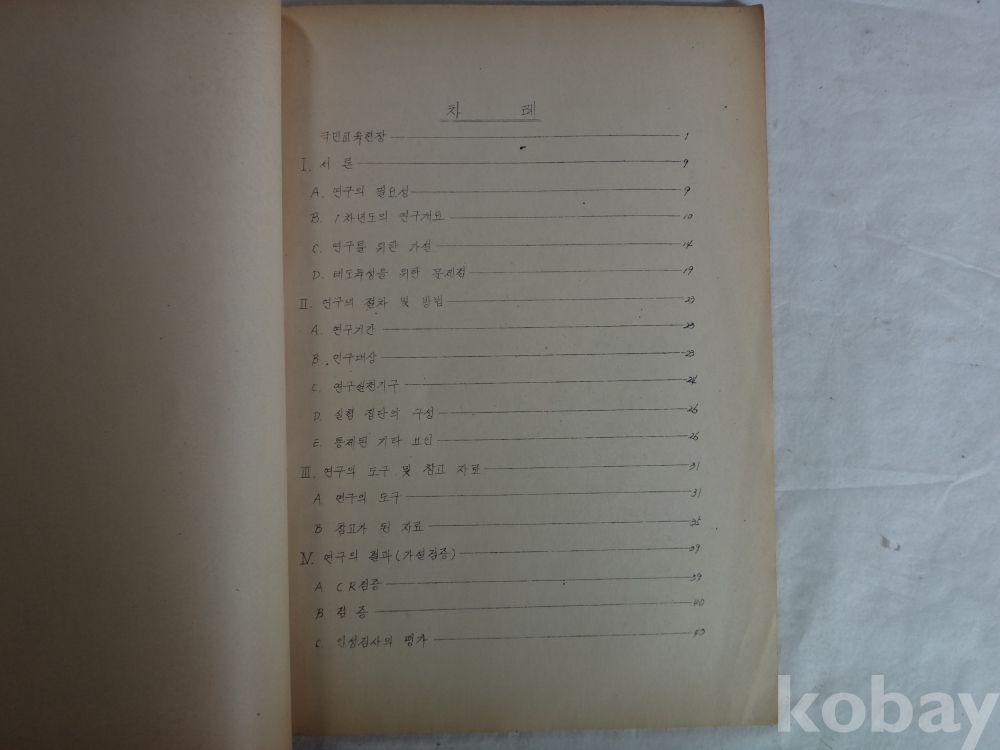 차 례
국민교육헌장 1
I. 서 론 9
A. 연구의 필요성 9
B. 1차년도의 연구개요 10
C. 연구를 위한 가설 14
D. 태도측정을 위한 문제점 19
II. 연구의 절차 및 방법 23
A. 연구기간 23
B. 연구대상 23
C. 연구실천기구 24
D. 실험 집단의 구성 26
E. 통제된 기타 요인 26
III. 연구의 도구 및 참고 자료 31
A. 연구의 도구 31
B 참고가 된 자료 35
IV. 연구의 결과(가설검증) 39
A. CR검증 39
B 검 증 40
C. 인성검사의 평가 43
kobay